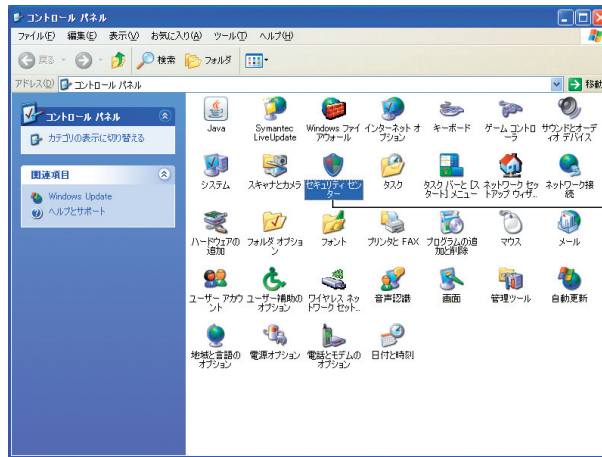 コントロール パネル
ファイル(F) 編集(E) 表示(V) お気に入り(A) ツール(T) ヘルプ(H)
戻る 検索 フォルダ
アドレス(D) コントロール パネル 移動
コントロール パネル
カテゴリの表示に切り替える
関連項目
Windows Update
ヘルプとサポート
Java
Symantec
LiveUpdate
Windows ファイ
アウォール
インターネット オ
プション
キーボード
ゲーム コントロ
ーラ
サウンドとオーデ
ィオ デバイス
システム
スキャナとカメラ
セキュリティ セン
ター
タスク
タスク バーと [ス
タート] メニュー
ネットワーク セッ
トアップ ウィザ...
ネットワーク接
続
ハードウェアの
追加
フォルダ オプショ
ン
フォント
プリンタと FAX
プログラムの追
加と削除
マウス
メール
ユーザー アカウ
ント
ユーザー補助の
オプション
ワイヤレス ネッ
トワーク セット...
音声認識
画面
管理ツール
自動更新
地域と言語の
オプション
電源オプション
電話とモデムの
オプション
日付と時刻